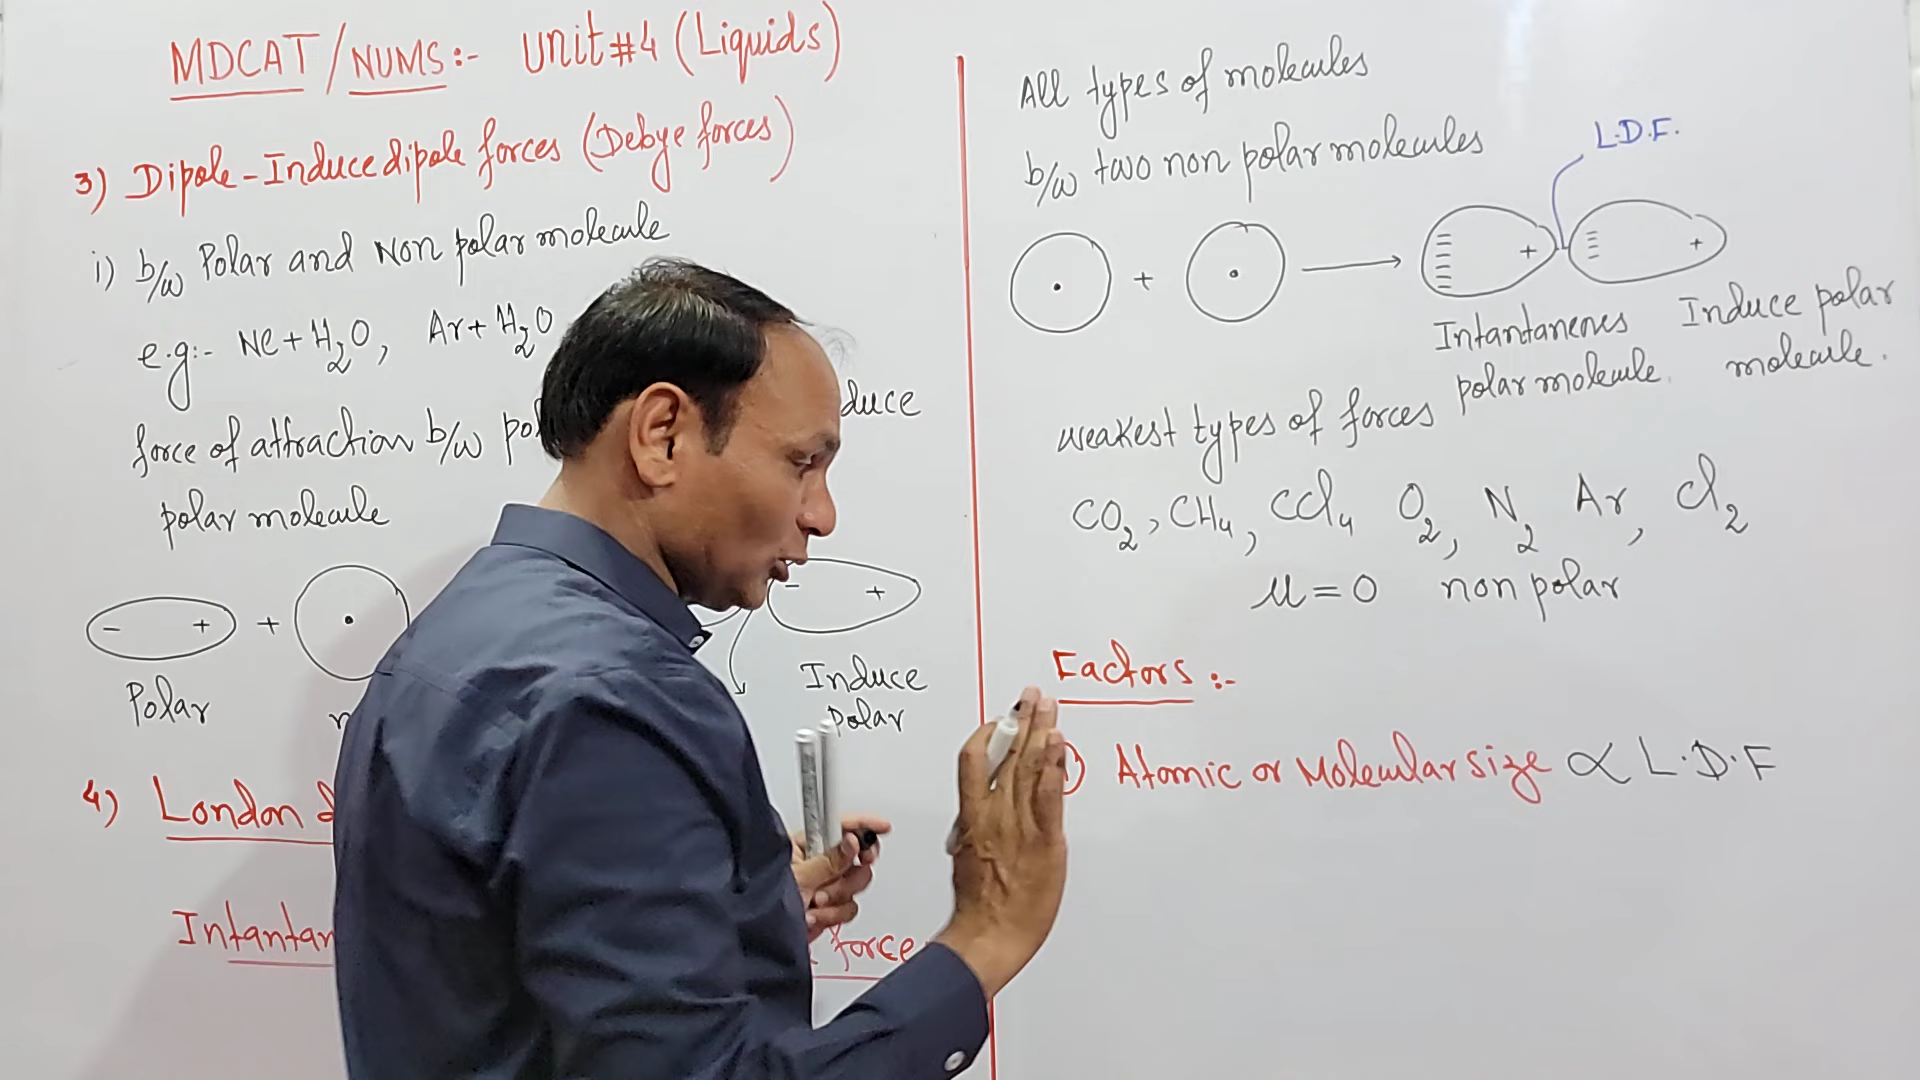 MDCAT/NUMS:- Unit#4 (Liquids)
3) Dipole-Induce dipole forces (Debye forces)
i) b/w Polar and Non polar molecule
e.g:- Ne+H₂O, Ar+H₂O
force of attraction b/w
duce
polar molecule
- + + -
+
Polar
Induce
polar
4) London
force
All types of molecules
b/w two non polar molecules
L.D.F.
+ + +
Intantaneous Induce polar
polar molecule. molecule.
weakest types of forces
CO₂, CH₄, CCl₄ O₂, N₂ Ar, Cl₂
μ=0 non polar
Factors:-
Atomic or Molecular size ∝ L.D.F